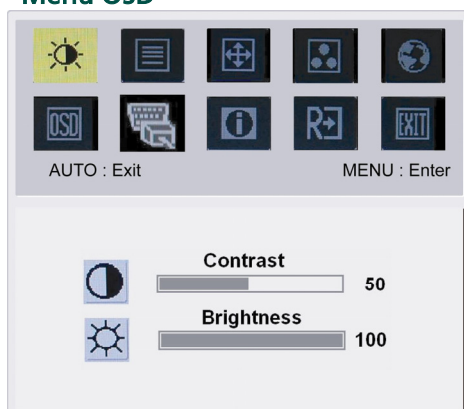 Menu OSD
OSD i R EXIT
AUTO : Exit MENU : Enter
Contrast
50
Brightness
100